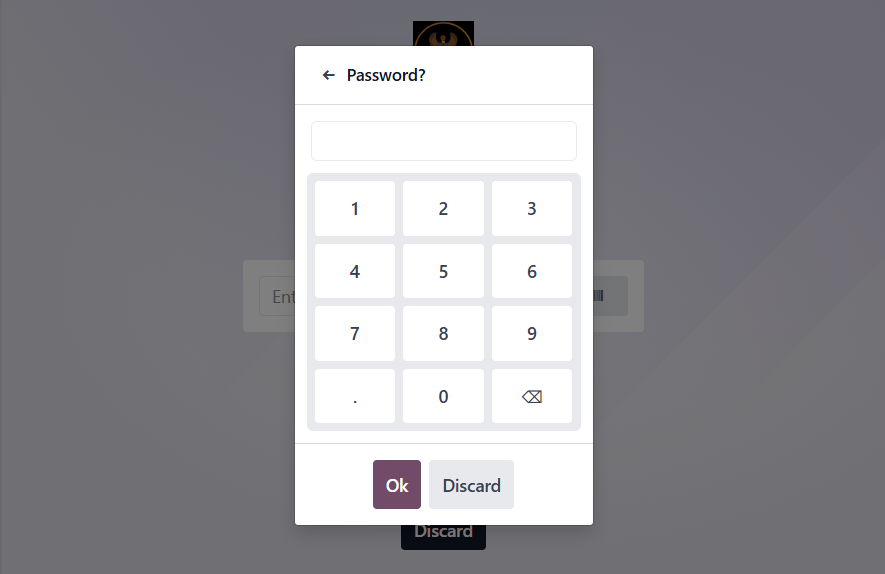 Password?
1 2 3
4 5 6
7 8 9
. 0 ⌫
Ok Discard
Discard